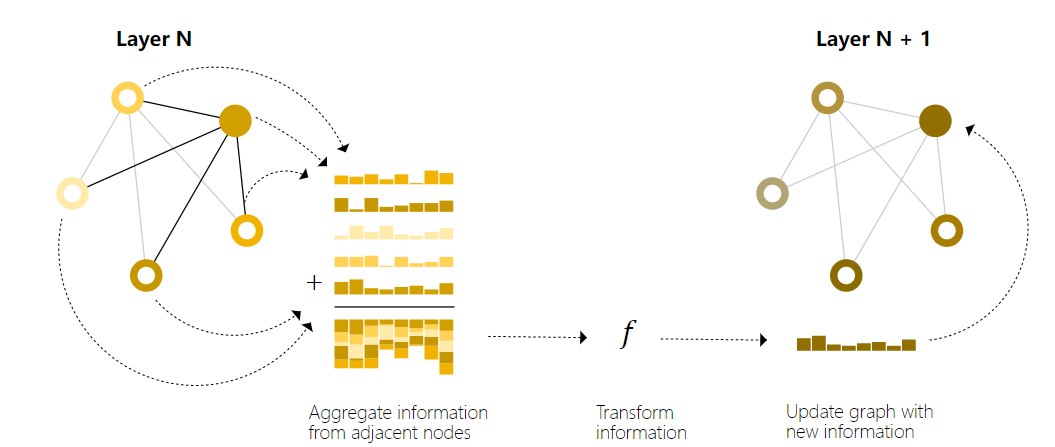 Layer N
Layer N + 1
+
f
Aggregate information
from adjacent nodes
Transform
information
Update graph with
new information